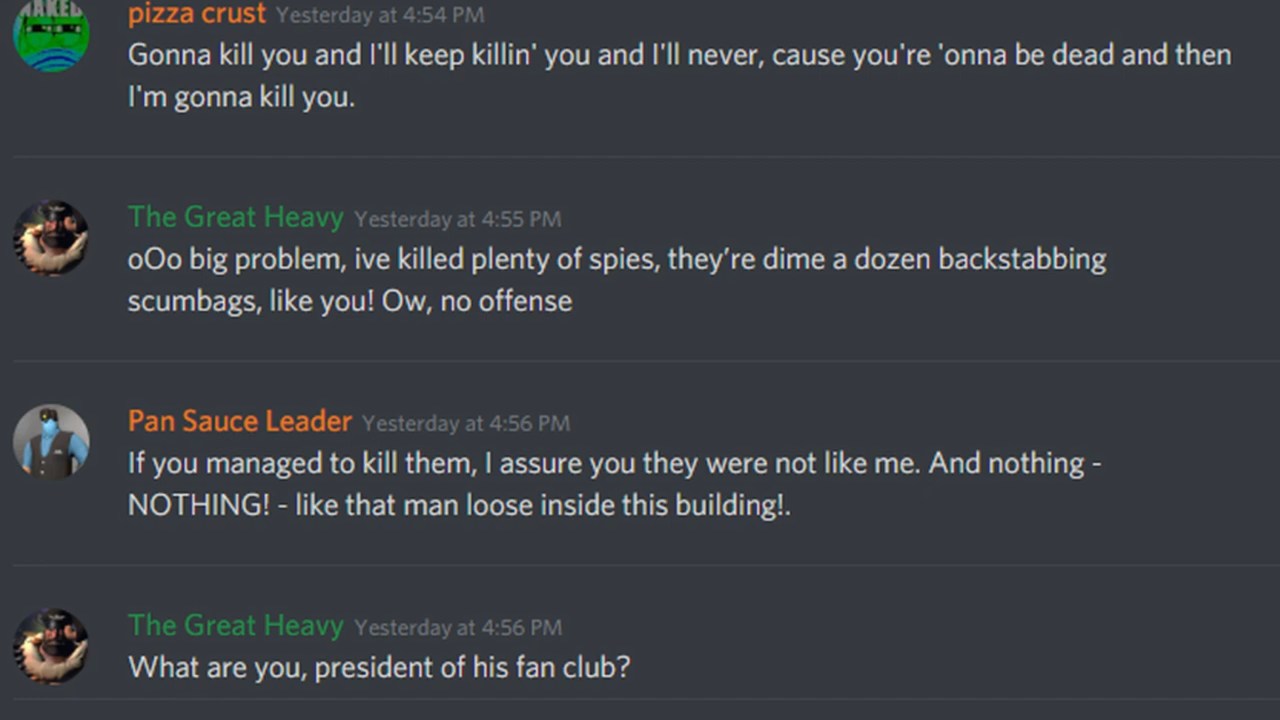 NAKED
pizza crust Yesterday at 4:54 PM
Gonna kill you and I'll keep killin' you and I'll never, cause you're 'onna be dead and then
I'm gonna kill you.
The Great Heavy Yesterday at 4:55 PM
oOo big problem, ive killed plenty of spies, they’re dime a dozen backstabbing
scumbags, like you! Ow, no offense
Pan Sauce Leader Yesterday at 4:56 PM
If you managed to kill them, I assure you they were not like me. And nothing -
NOTHING! - like that man loose inside this building!.
The Great Heavy Yesterday at 4:56 PM
What are you, president of his fan club?